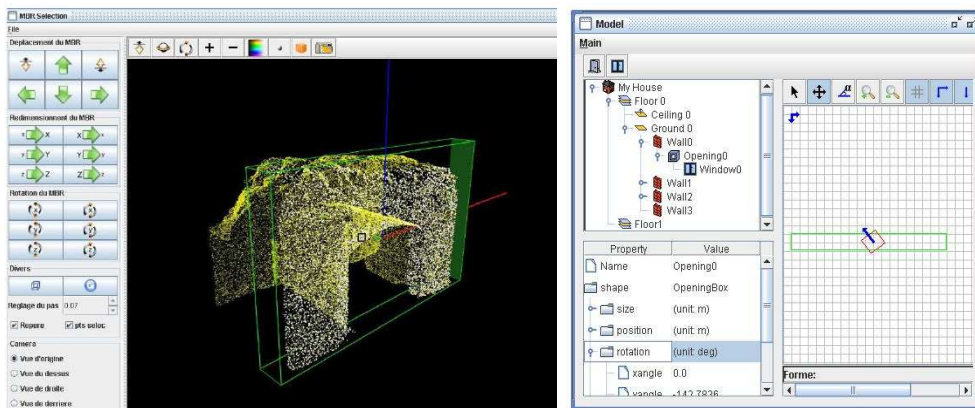 MBR Selection
File
Deplacement du MBR
Redimensionnement du MBR
X X
Y Y
Z Z
Rotation du MBR
Divers
Reglage du pas 0.07
Repere pts selec
Camera
Vue d'origine
Vue du dessus
Vue de droite
Vue de derriere
Model
Main
My House
Floor 0
Ceiling 0
Ground 0
Wall0
Opening0
Window0
Wall1
Wall2
Wall3
Floor1
Property Value
Name Opening0
shape OpeningBox
size (unit: m)
position (unit: m)
rotation (unit: deg)
xangle 0.0
-142.7836
Forme: